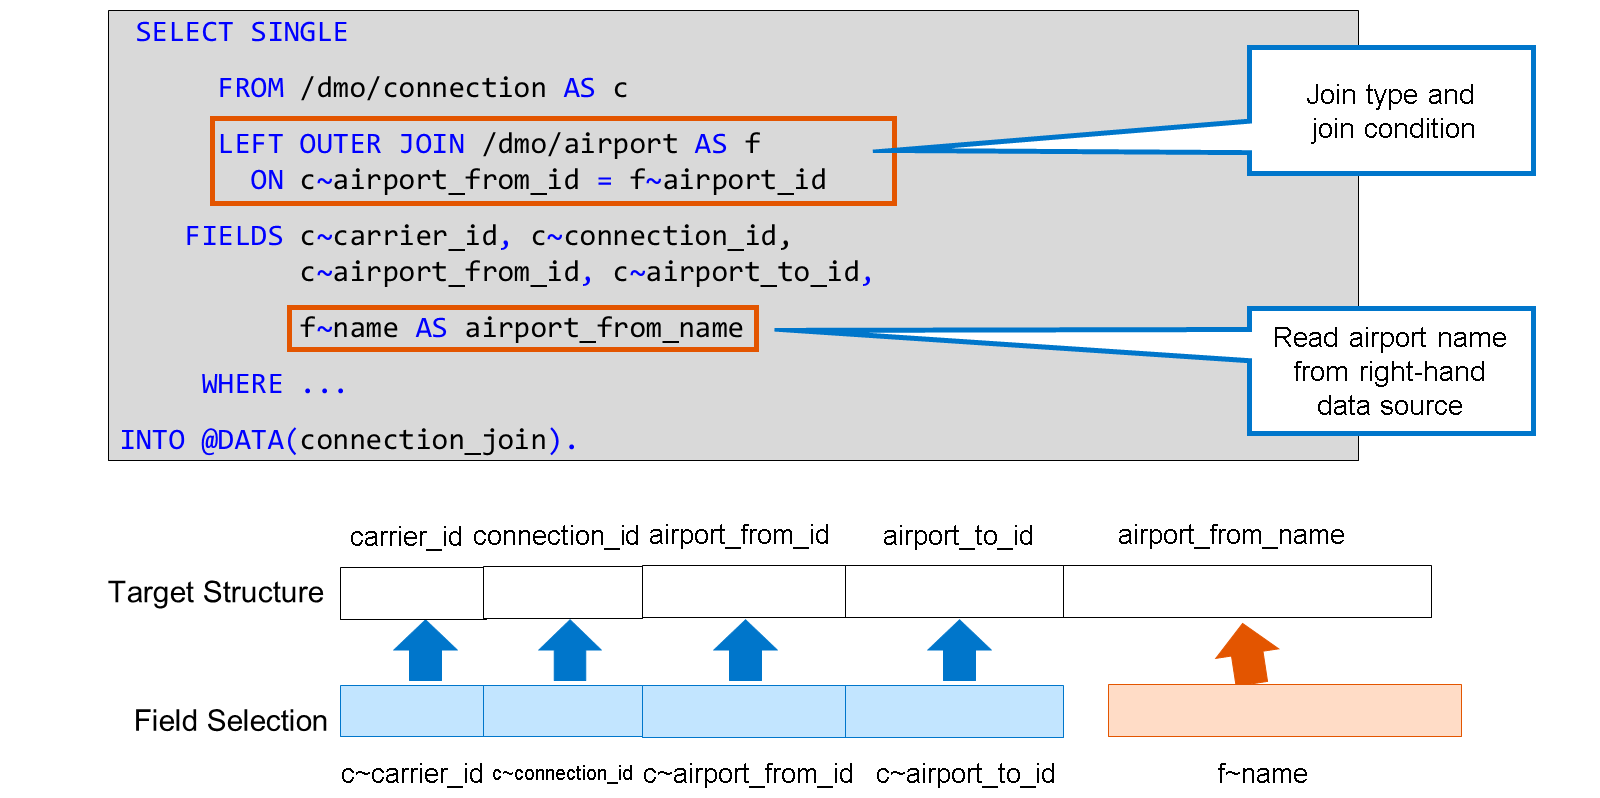 SELECT SINGLE
FROM /dmo/connection AS c
LEFT OUTER JOIN /dmo/airport AS f
ON c~airport_from_id = f~airport_id
FIELDS c~carrier_id, c~connection_id,
c~airport_from_id, c~airport_to_id,
f~name AS airport_from_name
WHERE ...
INTO @DATA(connection_join).
Join type and
join condition
Read airport name
from right-hand
data source
carrier_id connection_id airport_from_id airport_to_id airport_from_name
Target Structure
Field Selection
c~carrier_id c~connection_id c~airport_from_id c~airport_to_id f~name